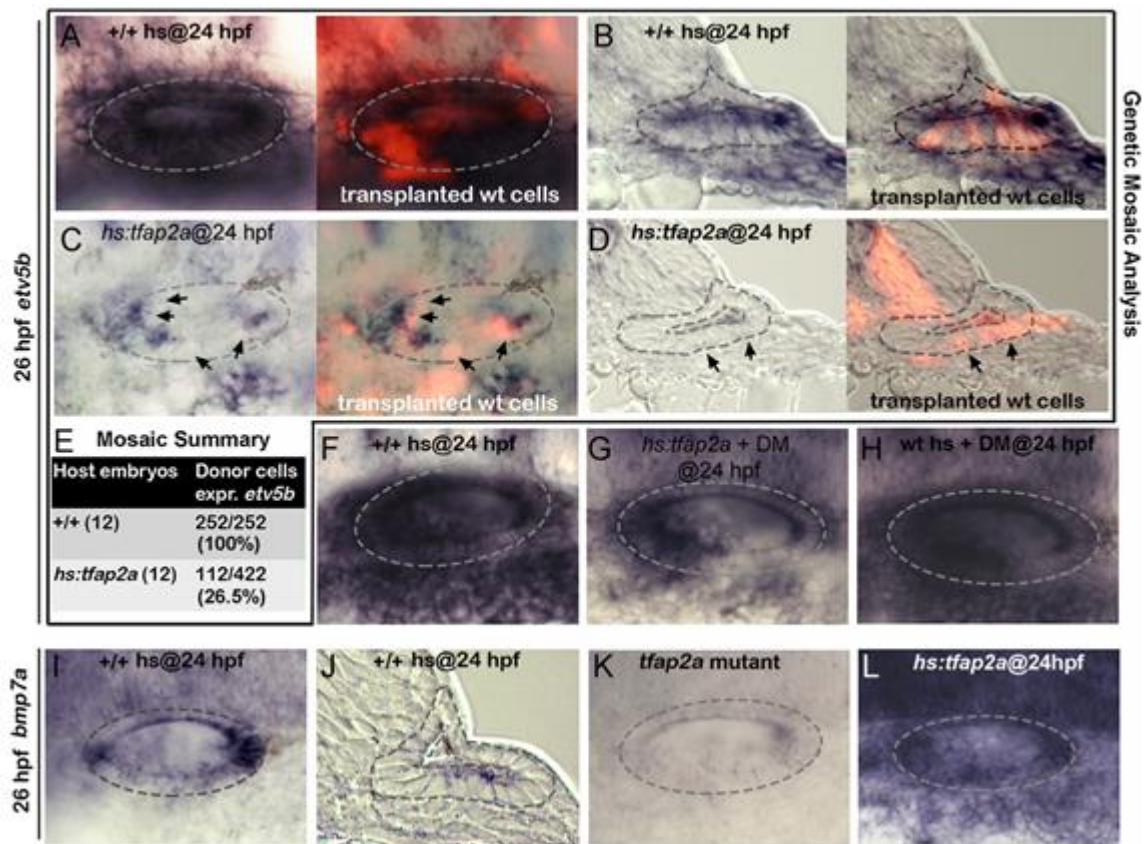 A +/+ hs@24 hpf
transplanted wt cells
B +/+ hs@24 hpf
transplanted wt cells
C hs:tfap2a@24 hpf
transplanted wt cells
D hs:tfap2a@24 hpf
transplanted wt cells
Genetic Mosaic Analysis
26 hpf etv5b
E Mosaic Summary
Host embryos Donor cells
expr. etv5b
+/+ (12) 252/252
(100%)
hs:tfap2a (12) 112/422
(26.5%)
F +/+ hs@24 hpf
G hs:tfap2a + DM
@24 hpf
H wt hs + DM@24 hpf
26 hpf bmp7a
I +/+ hs@24 hpf
J +/+ hs@24 hpf
K tfap2a mutant
L hs:tfap2a@24hpf